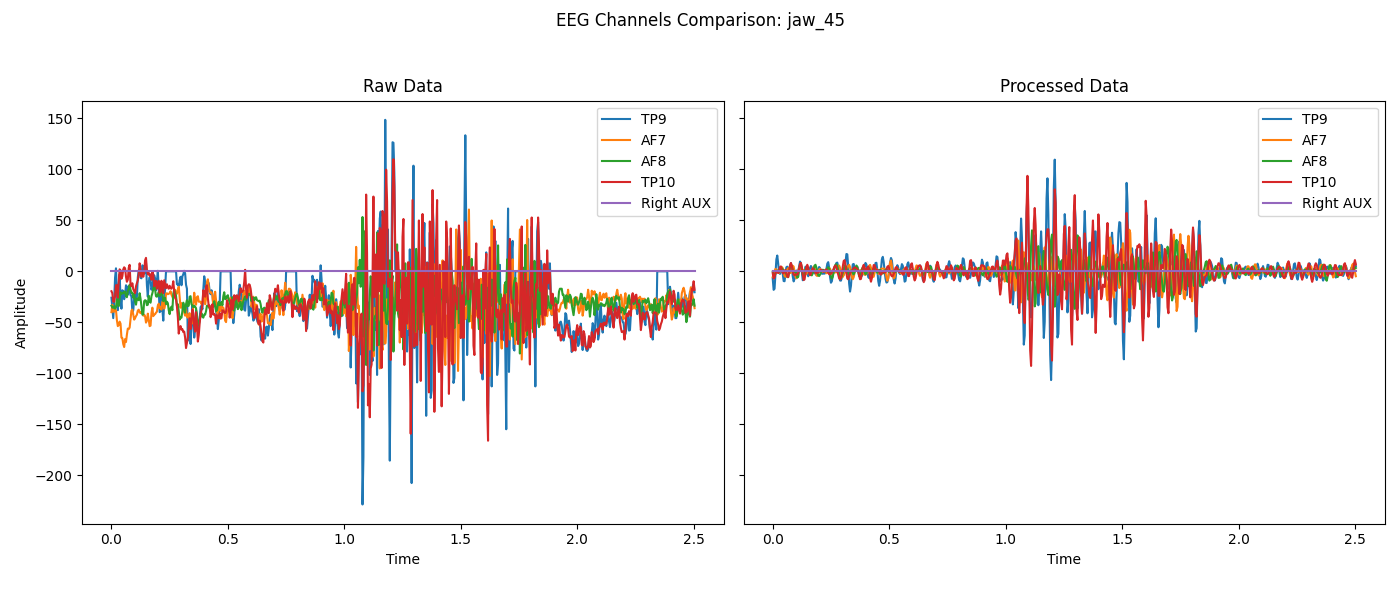 EEG Channels Comparison: jaw_45
Raw Data
Amplitude
150
100
50
0
−50
−100
−150
−200
0.0 0.5 1.0 1.5 2.0 2.5
Time
TP9
AF7
AF8
TP10
Right AUX
Processed Data
0.0 0.5 1.0 1.5 2.0 2.5
Time
TP9
AF7
AF8
TP10
Right AUX